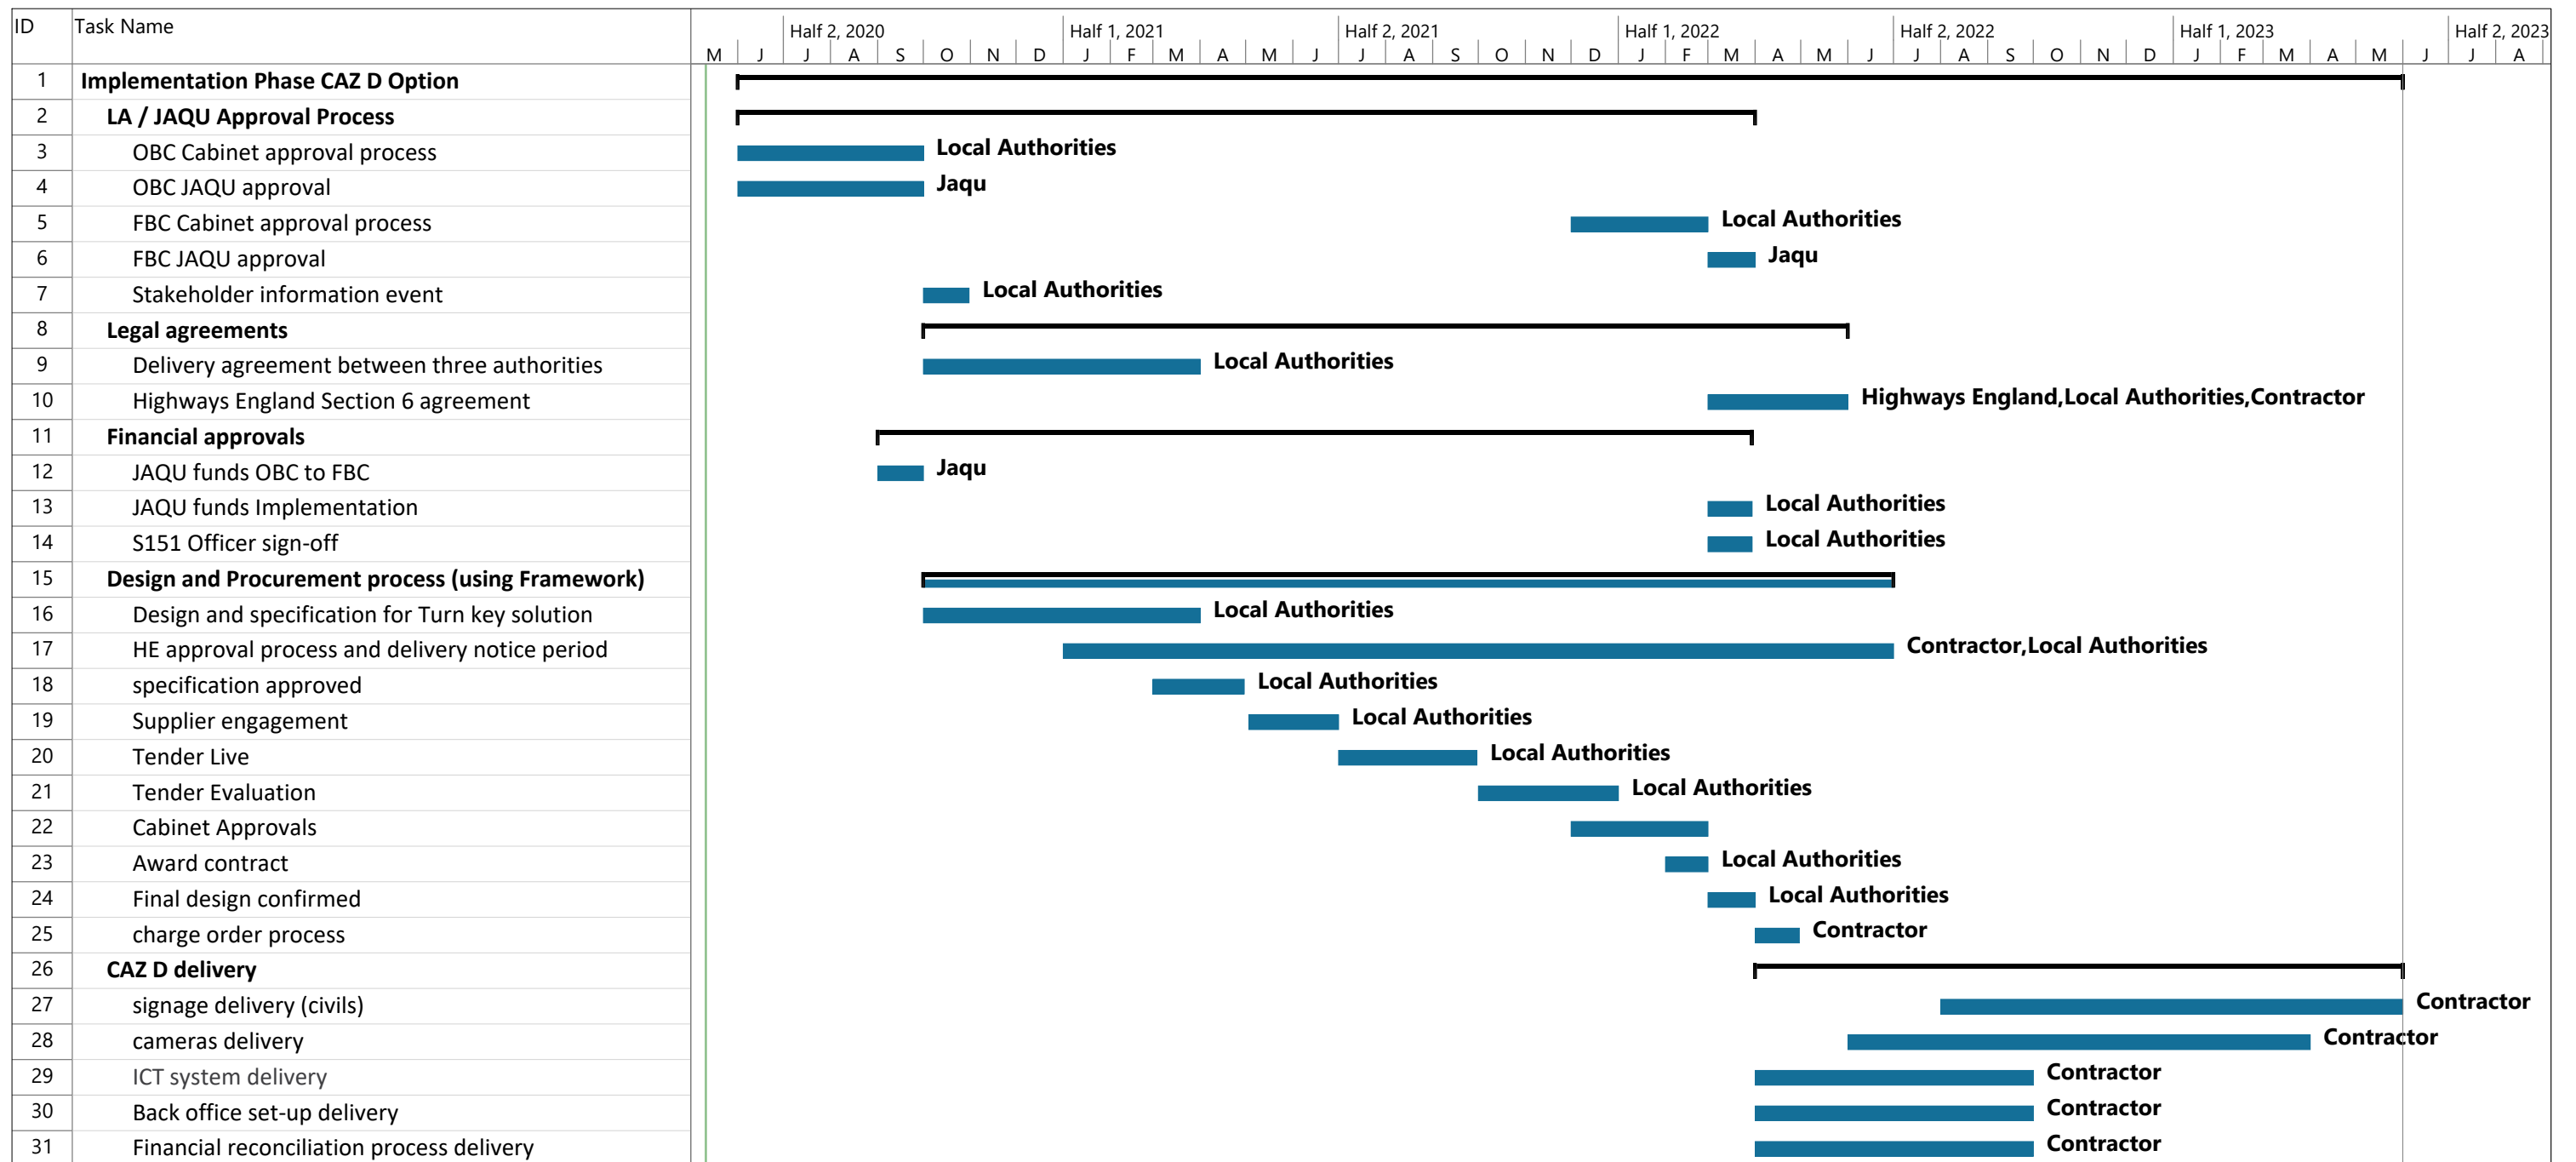 ID Task Name Half 2, 2020 Half 1, 2021 Half 2, 2021 Half 1, 2022 Half 2, 2022 Half 1, 2023 Half 2, 2023
M J J A S O N D J F M A M J J A S O N D J F M A M J J A S O N D J F M A M J J A
1 Implementation Phase CAZ D Option
2 LA / JAQU Approval Process
3 OBC Cabinet approval process Local Authorities
4 OBC JAQU approval Jaqu
5 FBC Cabinet approval process Local Authorities
6 FBC JAQU approval Jaqu
7 Stakeholder information event Local Authorities
8 Legal agreements
9 Delivery agreement between three authorities Local Authorities
10 Highways England Section 6 agreement Highways England,Local Authorities,Contractor
11 Financial approvals
12 JAQU funds OBC to FBC Jaqu
13 JAQU funds Implementation Local Authorities
14 S151 Officer sign-off Local Authorities
15 Design and Procurement process (using Framework)
16 Design and specification for Turn key solution Local Authorities
17 HE approval process and delivery notice period Contractor,Local Authorities
18 specification approved Local Authorities
19 Supplier engagement Local Authorities
20 Tender Live Local Authorities
21 Tender Evaluation Local Authorities
22 Cabinet Approvals
23 Award contract Local Authorities
24 Final design confirmed Local Authorities
25 charge order process Contractor
26 CAZ D delivery
27 signage delivery (civils) Contractor
28 cameras delivery Contractor
29 ICT system delivery Contractor
30 Back office set-up delivery Contractor
31 Financial reconciliation process delivery Contractor